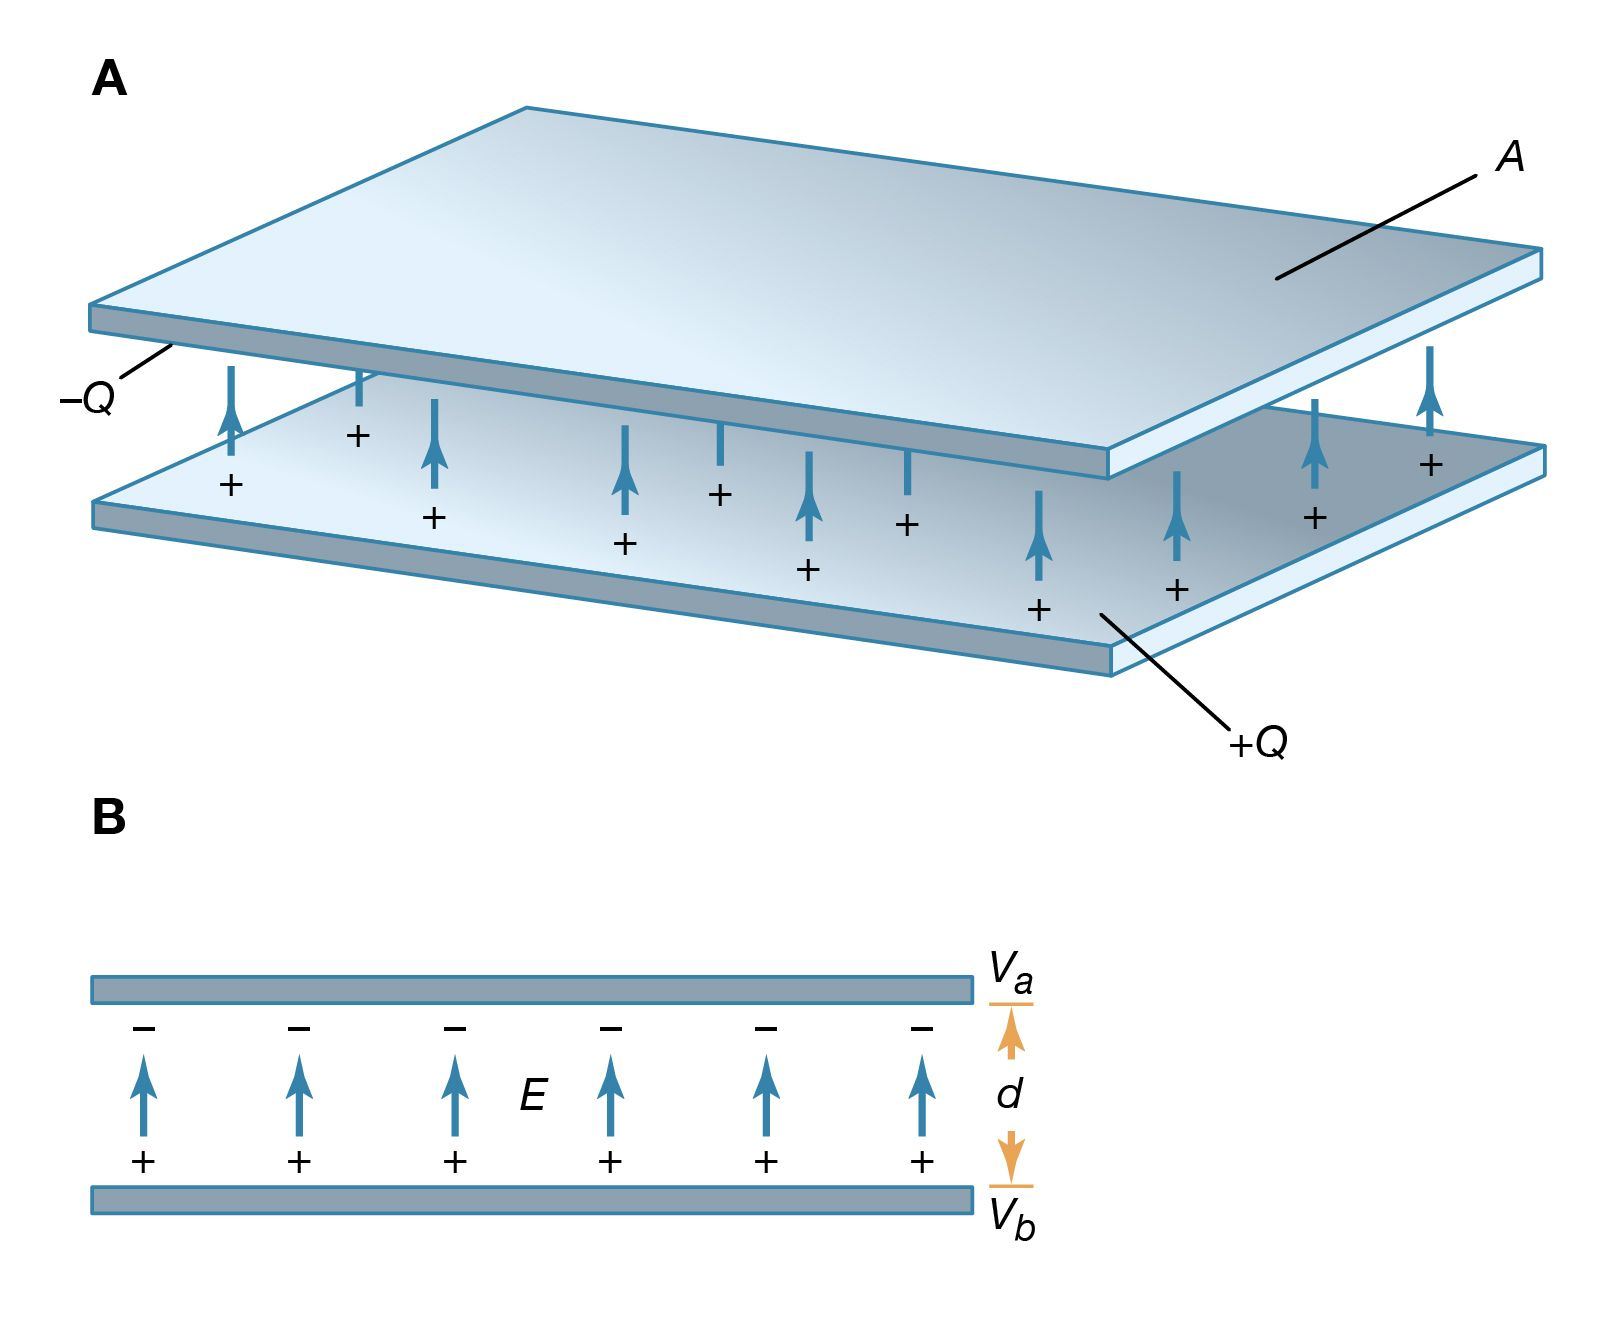 A
A
–Q
+ + + + + + + + + + +
+Q
B
Va
– – – – – –
E
d
+ + + + + +
Vb